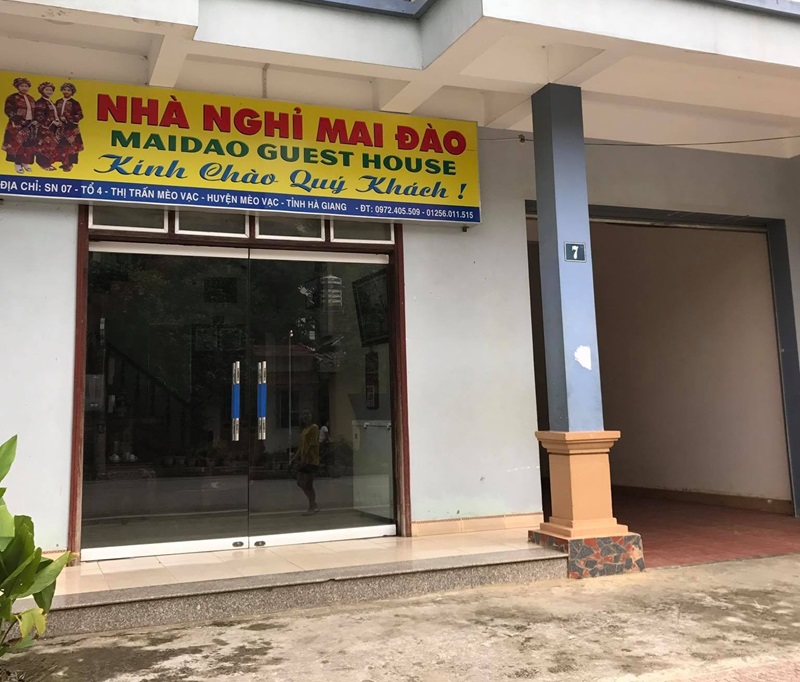 NHÀ NGHỈ MAI ĐÀO
MAIDAO GUEST HOUSE
Kính Chào Quý Khách !
ĐỊA CHỈ: SN 07 - TỔ 4 - THỊ TRẤN MÈO VẠC - HUYỆN MÈO VẠC - TỈNH HÀ GIANG - ĐT: 0972.405.509 - 01256.011.515
7